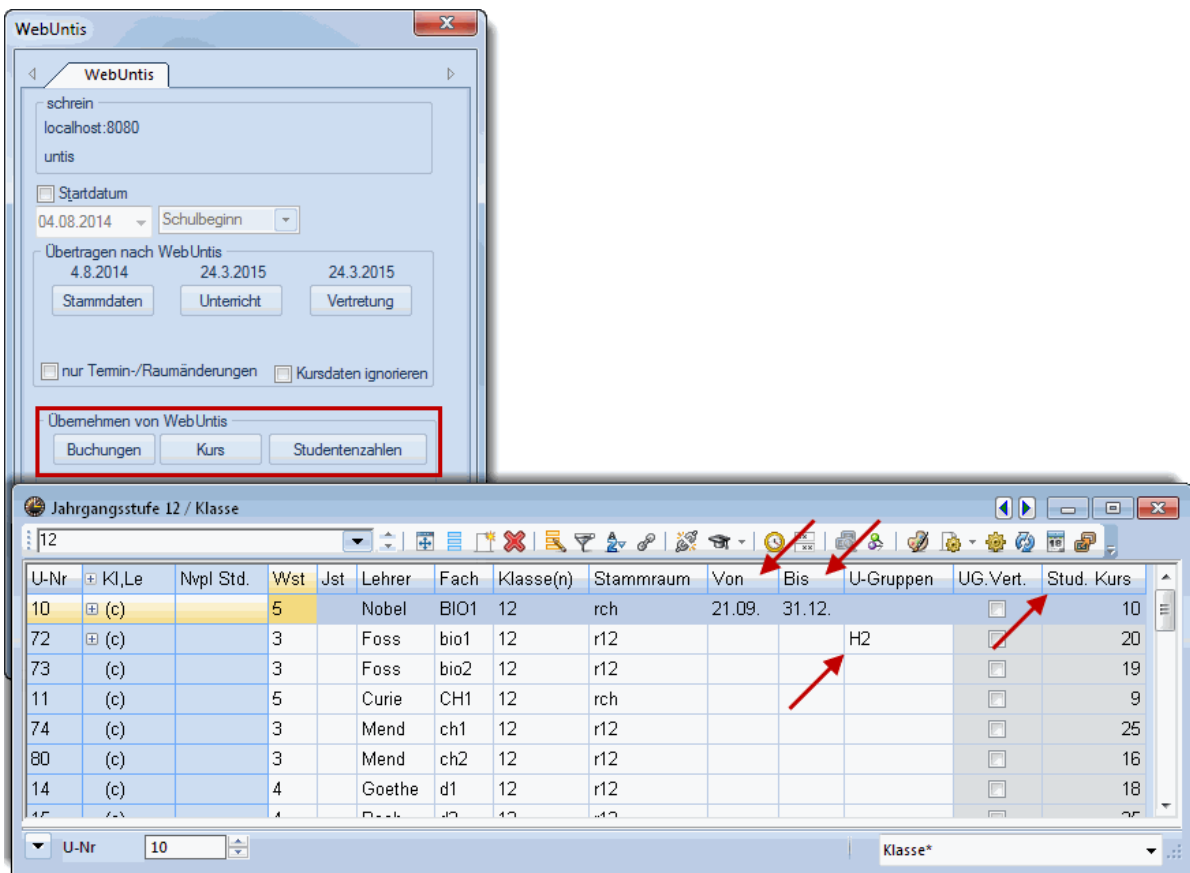 WebUntis
WebUntis
schrein
localhost:8080
untis
Startdatum
04.08.2014 Schulbeginn
Übertragen nach WebUntis
4.8.2014 24.3.2015 24.3.2015
Stammdaten Unterricht Vertretung
nur Termin-/Raumänderungen Kursdaten ignorieren
Übernehmen von WebUntis
Buchungen Kurs Studentenzahlen
Jahrgangsstufe 12 / Klasse
12
U-Nr Kl,Le Nvpl Std. Wst Jst Lehrer Fach Klasse(n) Stammraum Von Bis U-Gruppen UG.Vert. Stud. Kurs
10 (c) 5 Nobel BIO1 12 rch 21.09. 31.12. 10
72 (c) 3 Foss bio1 12 r12 H2 20
73 (c) 3 Foss bio2 12 r12 19
11 (c) 5 Curie CH1 12 rch 9
74 (c) 3 Mend ch1 12 r12 25
80 (c) 3 Mend ch2 12 r12 16
14 (c) 4 Goethe d1 12 r12 18
U-Nr 10 Klasse*